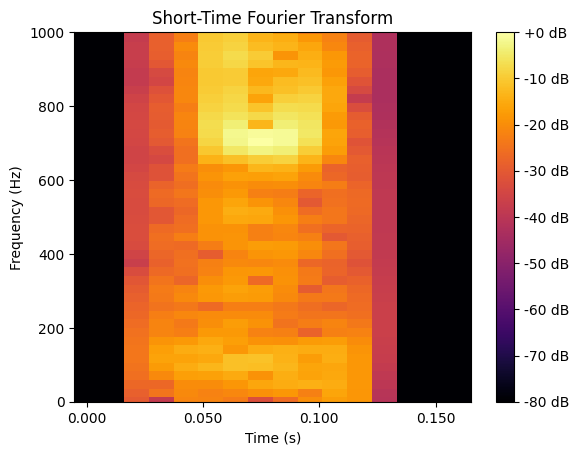 Short-Time Fourier Transform
1000
800
600
400
200
0
Frequency (Hz)
0.000
0.050
0.100
0.150
Time (s)
+0 dB
-10 dB
-20 dB
-30 dB
-40 dB
-50 dB
-60 dB
-70 dB
-80 dB